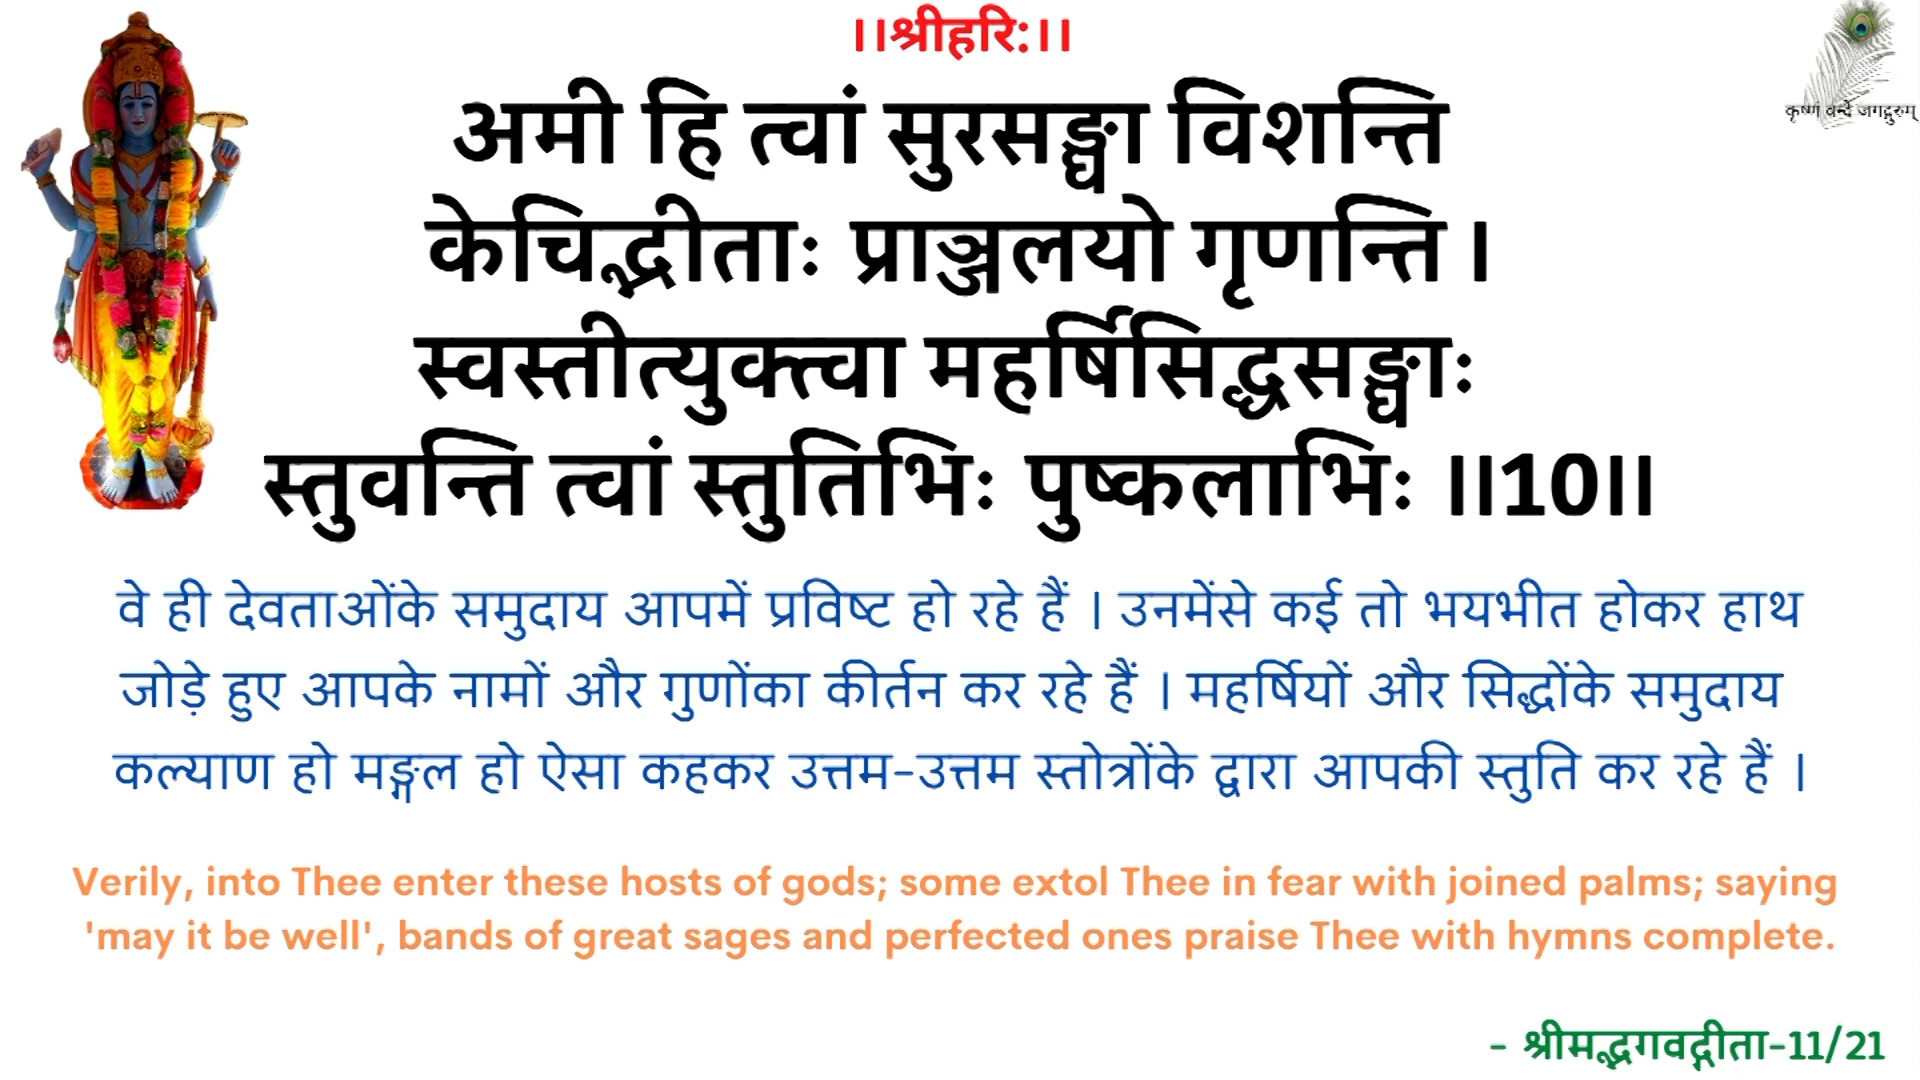 ।।श्रीहरि:।।
कृष्णं वन्दे जगद्गुरुम्
अमी हि त्वां सुरसङ्घा विशन्ति
केचिद्भीताः प्राञ्जलयो गृणन्ति ।
स्वस्तीत्युक्त्वा महर्षिसिद्धसङ्घाः
स्तुवन्ति त्वां स्तुतिभिः पुष्कलाभिः ।।10।।
वे ही देवताओंके समुदाय आपमें प्रविष्ट हो रहे हैं । उनमेंसे कई तो भयभीत होकर हाथ
जोड़े हुए आपके नामों और गुणोंका कीर्तन कर रहे हैं । महर्षियों और सिद्धोंके समुदाय
कल्याण हो मङ्गल हो ऐसा कहकर उत्तम-उत्तम स्तोत्रोंके द्वारा आपकी स्तुति कर रहे हैं ।
Verily, into Thee enter these hosts of gods; some extol Thee in fear with joined palms; saying
'may it be well', bands of great sages and perfected ones praise Thee with hymns complete.
- श्रीमद्भगवद्गीता-11/21